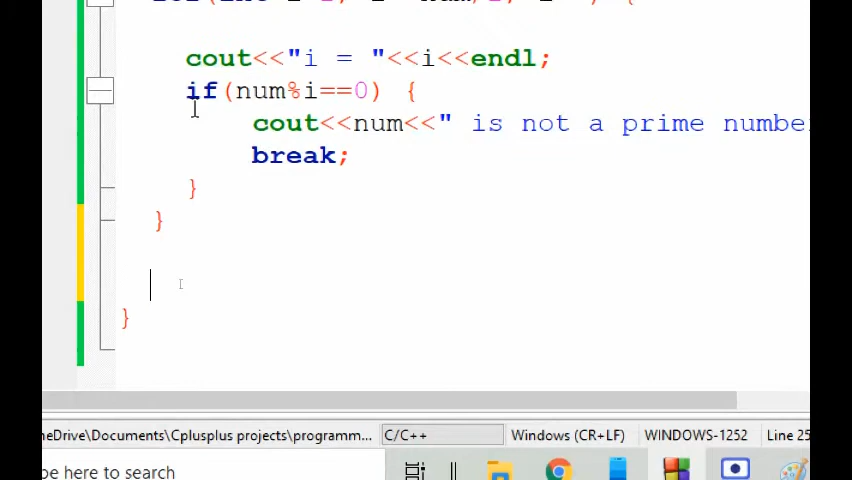 cout<<"i = "<<i<<endl;
if(num%i==0) {
cout<<num<<" is not a prime numbe
break;
}
}
}
neDrive\Documents\Cplusplus projects\programm... C/C++ Windows (CR+LF) WINDOWS-1252 Line 25
pe here to search